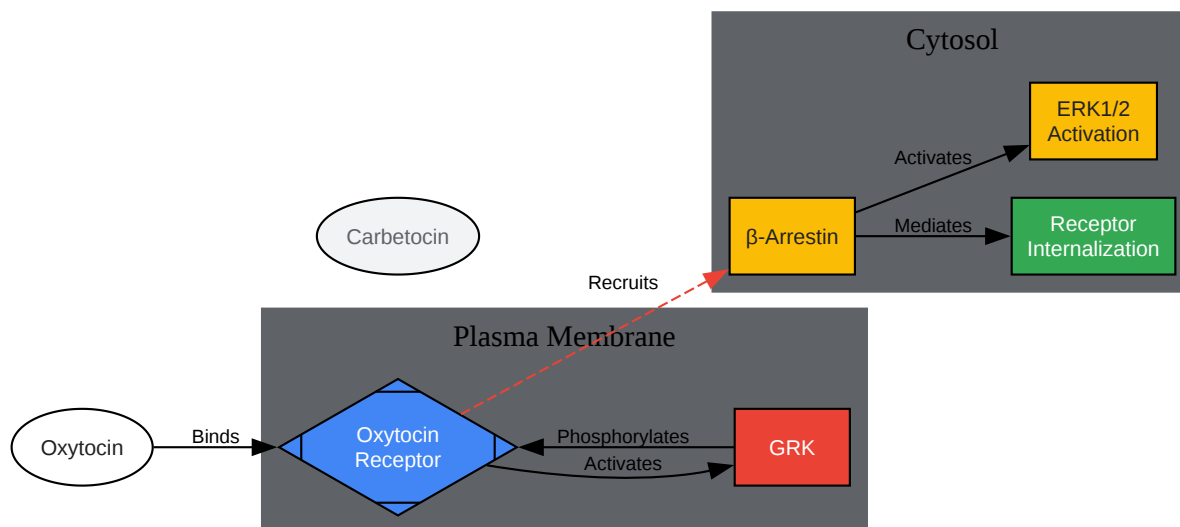 Cytosol
ERK1/2
Activation
Activates
Carbetocin
β-Arrestin
Mediates
Receptor
Internalization
Recruits
Plasma Membrane
Oxytocin
Binds
Oxytocin
Receptor
Phosphorylates
Activates
GRK